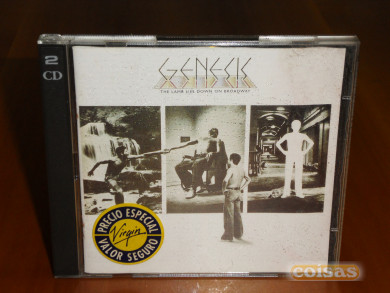 2
CD
GENESIS
THE LAMB LIES DOWN ON BROADWAY
PRECIO ESPECIAL
Virgin
VALOR SEGURO
coisas